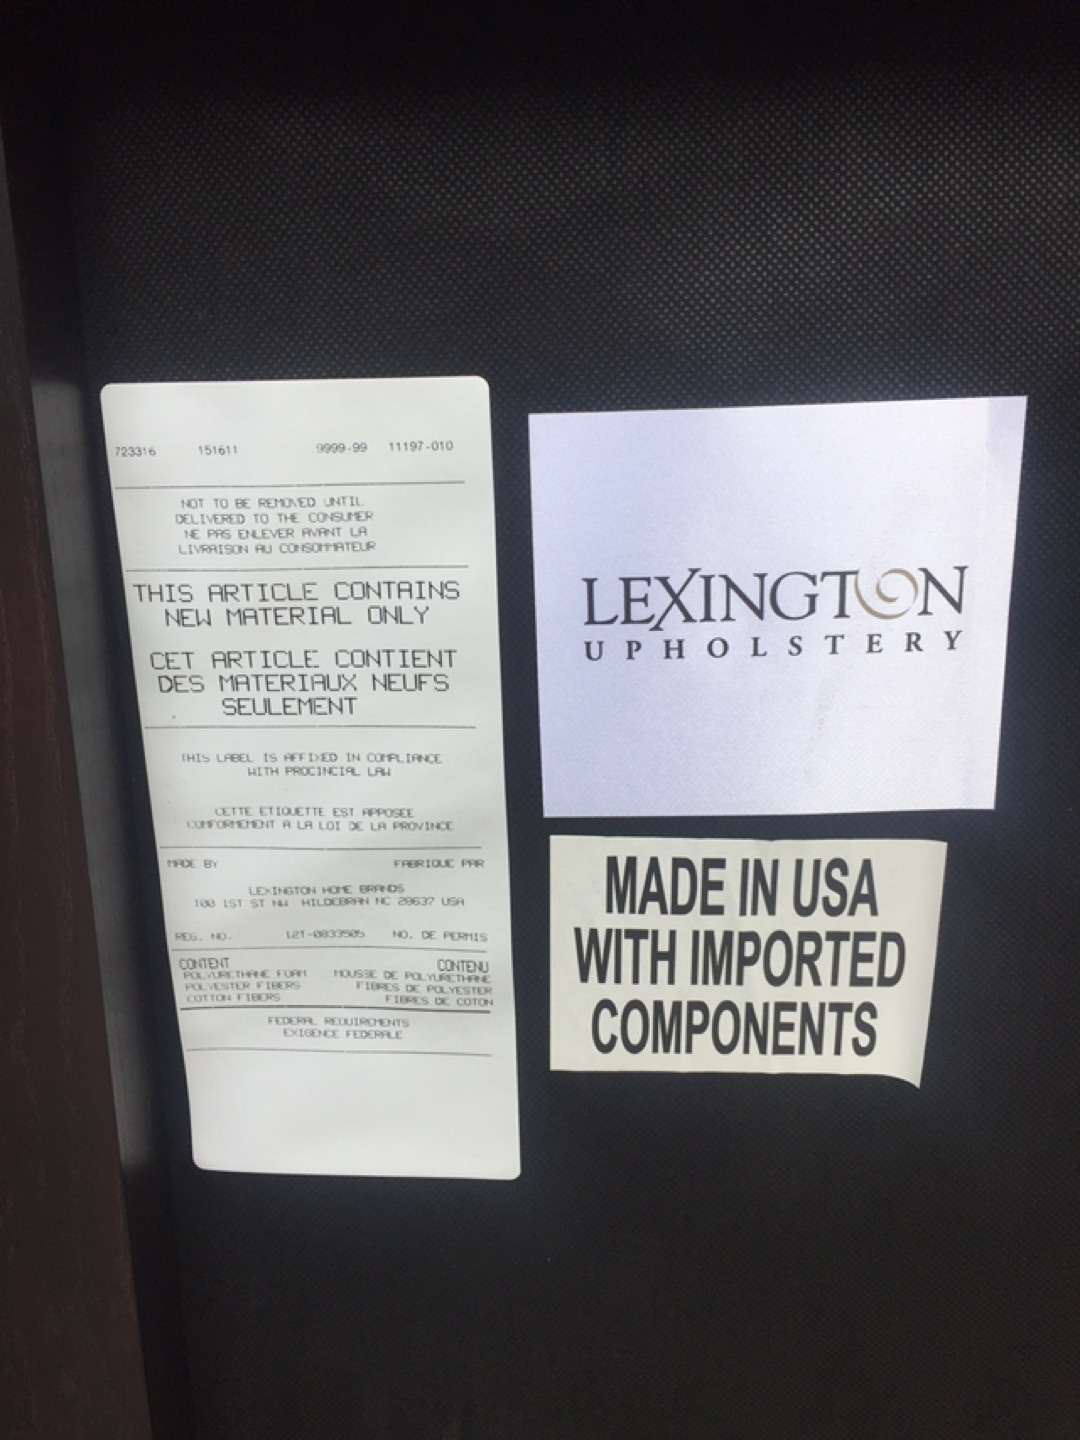 723316 151611 9999-99 11197-010
NOT TO BE REMOVED UNTIL
DELIVERED TO THE CONSUMER
NE PAS ENLEVER AVANT LA
LIVRAISON AU CONSOMMATEUR
THIS ARTICLE CONTAINS
NEW MATERIAL ONLY
CET ARTICLE CONTIENT
DES MATERIAUX NEUFS
SEULEMENT
THIS LABEL IS AFFIXED IN COMPLIANCE
WITH PROCINCIAL LAW
CETTE ETIQUETTE EST APPOSEE
CONFORMEMENT A LA LOI DE LA PROVINCE
MADE BY FABRIQUE PAR
LEXINGTON HOME BRANDS
100 1ST ST NW HILDEBRAN NC 28637 USA
REG. NO. 12T-0833505 NO. DE PERMIS
CONTENT CONTENU
POLYURETHANE FOAM MOUSSE DE POLYURETHANE
POLYESTER FIBERS FIBRES DE POLYESTER
COTTON FIBERS FIBRES DE COTON
FEDERAL REQUIREMENTS
EXIGENCE FEDERALE
LEXINGTON
UPHOLSTERY
MADE IN USA
WITH IMPORTED
COMPONENTS